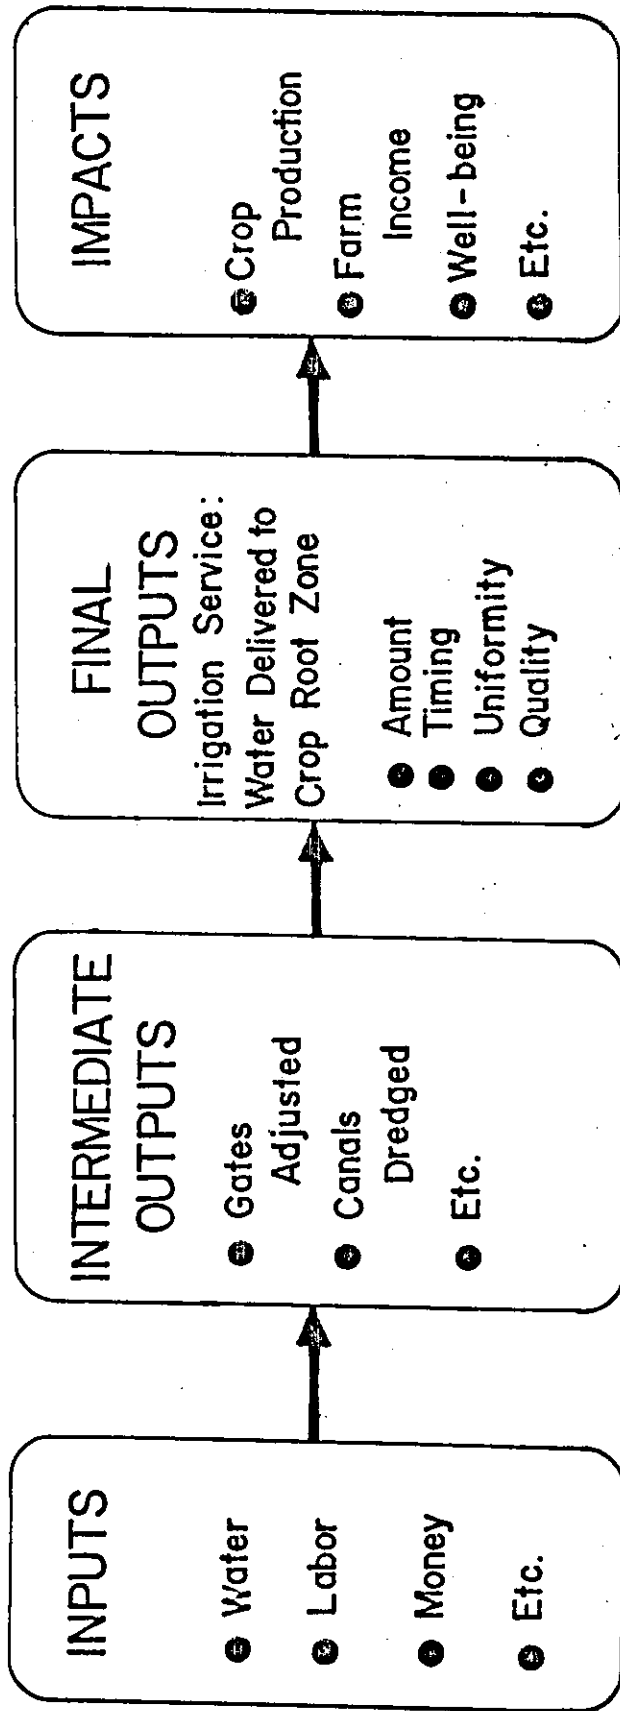 INPUTS
● Water
● Labor
● Money
● Etc.
INTERMEDIATE
OUTPUTS
● Gates
Adjusted
● Canals
Dredged
● Etc.
FINAL
OUTPUTS
Irrigation Service:
Water Delivered to
Crop Root Zone
● Amount
● Timing
● Uniformity
● Quality
IMPACTS
● Crop
Production
● Farm
Income
● Well-being
● Etc.